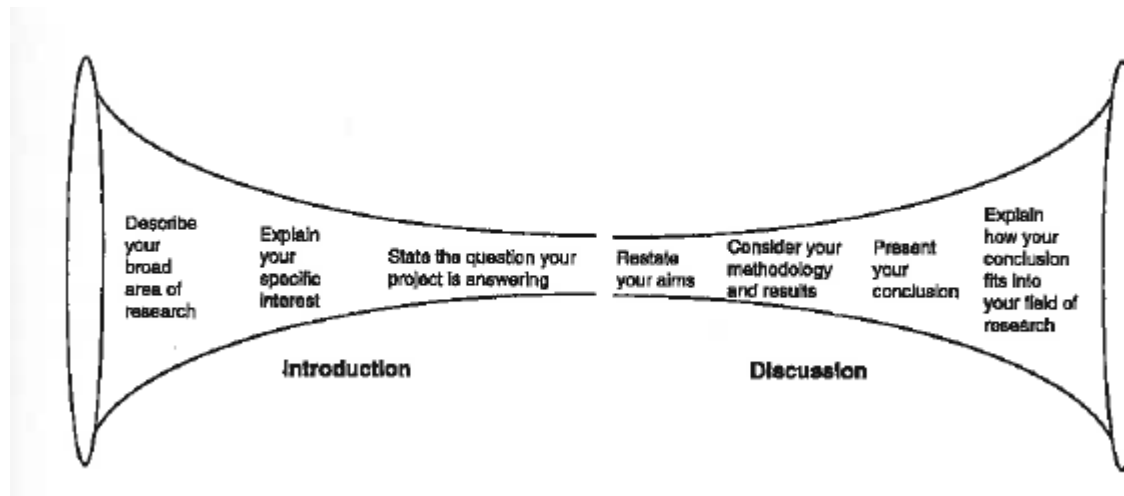 Describe
your
broad
area of
research
Explain
your
specific
interest
State the question your
project is answering
Restate
your aims
Consider your
methodology
and results
Present
your
conclusion
Explain
how your
conclusion
fits into
your field of
research
Introduction
Discussion